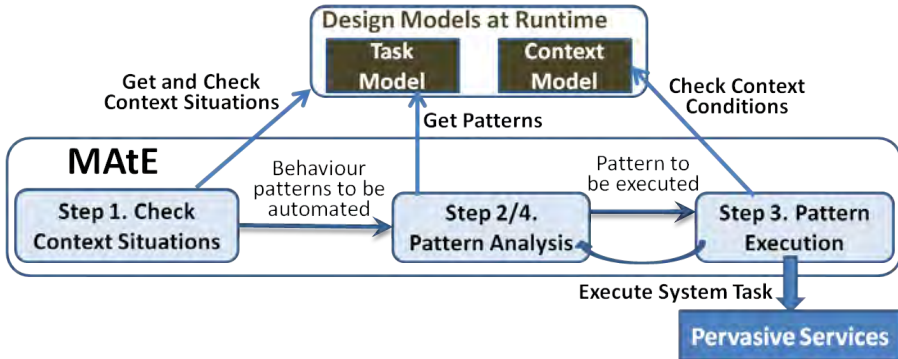 Design Models at Runtime
Task
Model
Context
Model
Get and Check
Context Situations
Get Patterns
Check Context
Conditions
MAtE
Behaviour
patterns to be
automated
Pattern to
be executed
Step 1. Check
Context Situations
Step 2/4.
Pattern Analysis
Step 3. Pattern
Execution
Execute System Task
Pervasive Services